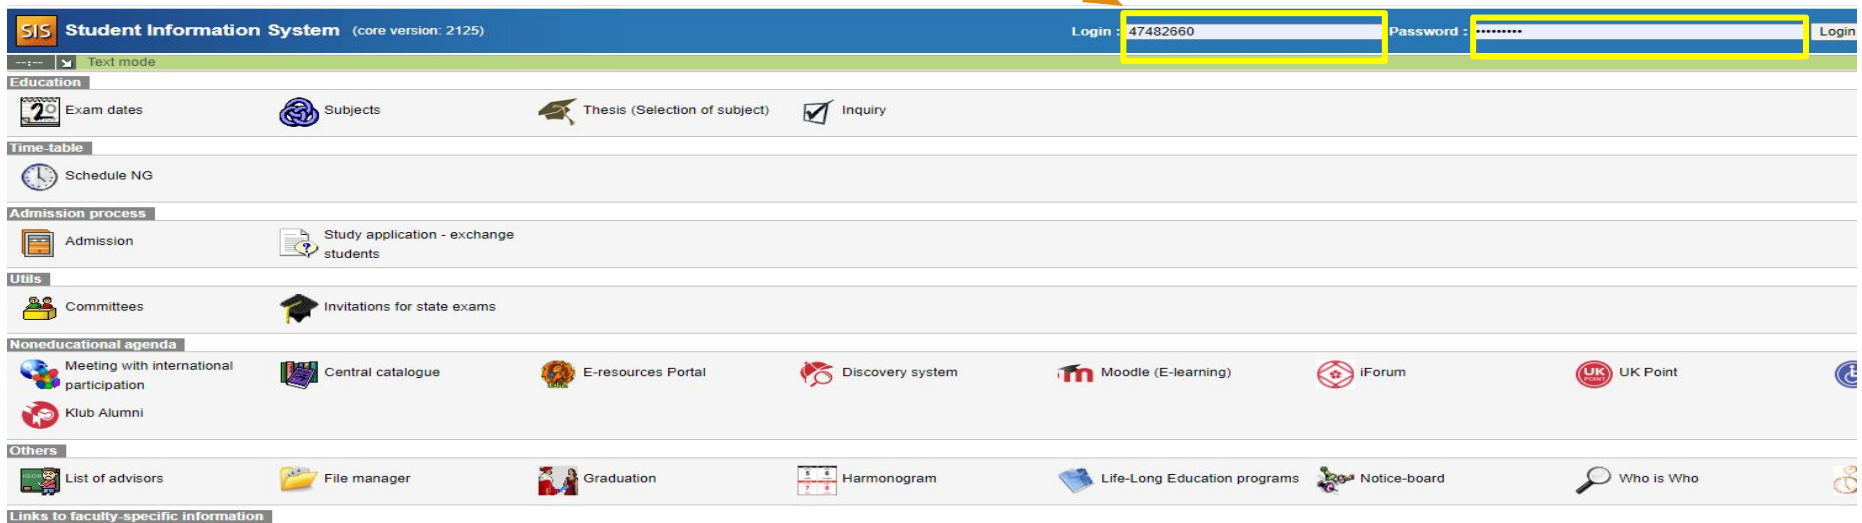 SIS Student Information System (core version: 2125) Login : 47482660 Password : ••••••••• Login
--:-- Text mode
Education
Exam dates Subjects Thesis (Selection of subject) Inquiry
Time-table
Schedule NG
Admission process
Admission Study application - exchange
students
Utils
Committees Invitations for state exams
Noneducational agenda
Meeting with international
participation Central catalogue E-resources Portal Discovery system Moodle (E-learning) iForum UK POINT UK Point
Klub Alumni
Others
List of advisors File manager Graduation Harmonogram Life-Long Education programs Notice-board Who is Who
Links to faculty-specific information